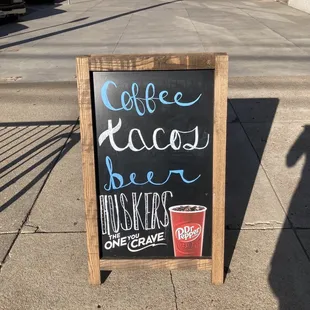 Coffee
tacos
beer
HUSKERS
THE
ONE YOU
CRAVE
Dr Pepper